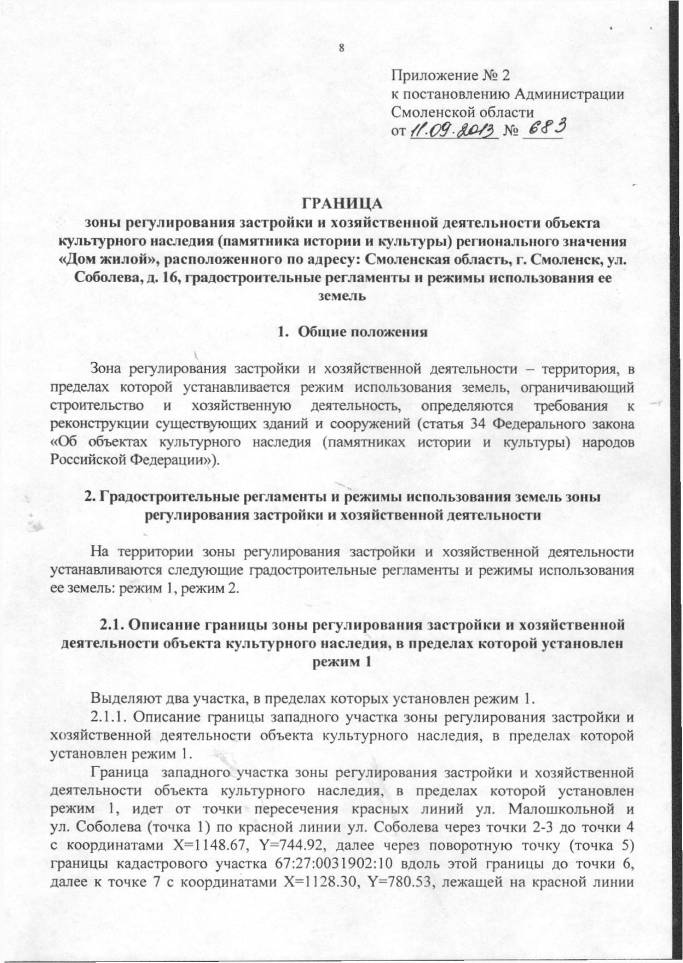 8
Приложение № 2
к постановлению Администрации
Смоленской области
от 11.09.2013 № 683
ГРАНИЦА
зоны регулирования застройки и хозяйственной деятельности объекта
культурного наследия (памятника истории и культуры) регионального значения
«Дом жилой», расположенного по адресу: Смоленская область, г. Смоленск, ул.
Соболева, д. 16, градостроительные регламенты и режимы использования ее
земель
1. Общие положения
Зона регулирования застройки и хозяйственной деятельности – территория, в
пределах которой устанавливается режим использования земель, ограничивающий
строительство и хозяйственную деятельность, определяются требования к
реконструкции существующих зданий и сооружений (статья 34 Федерального закона
«Об объектах культурного наследия (памятниках истории и культуры) народов
Российской Федерации»).
2. Градостроительные регламенты и режимы использования земель зоны
регулирования застройки и хозяйственной деятельности
На территории зоны регулирования застройки и хозяйственной деятельности
устанавливаются следующие градостроительные регламенты и режимы использования
ее земель: режим 1, режим 2.
2.1. Описание границы зоны регулирования застройки и хозяйственной
деятельности объекта культурного наследия, в пределах которой установлен
режим 1
Выделяют два участка, в пределах которых установлен режим 1.
2.1.1. Описание границы западного участка зоны регулирования застройки и
хозяйственной деятельности объекта культурного наследия, в пределах которой
установлен режим 1.
Граница западного участка зоны регулирования застройки и хозяйственной
деятельности объекта культурного наследия, в пределах которой установлен
режим 1, идет от точки пересечения красных линий ул. Малошкольной и
ул. Соболева (точка 1) по красной линии ул. Соболева через точки 2-3 до точки 4
с координатами X=1148.67, Y=744.92, далее через поворотную точку (точка 5)
границы кадастрового участка 67:27:0031902:10 вдоль этой границы до точки 6,
далее к точке 7 с координатами X=1128.30, Y=780.53, лежащей на красной линии